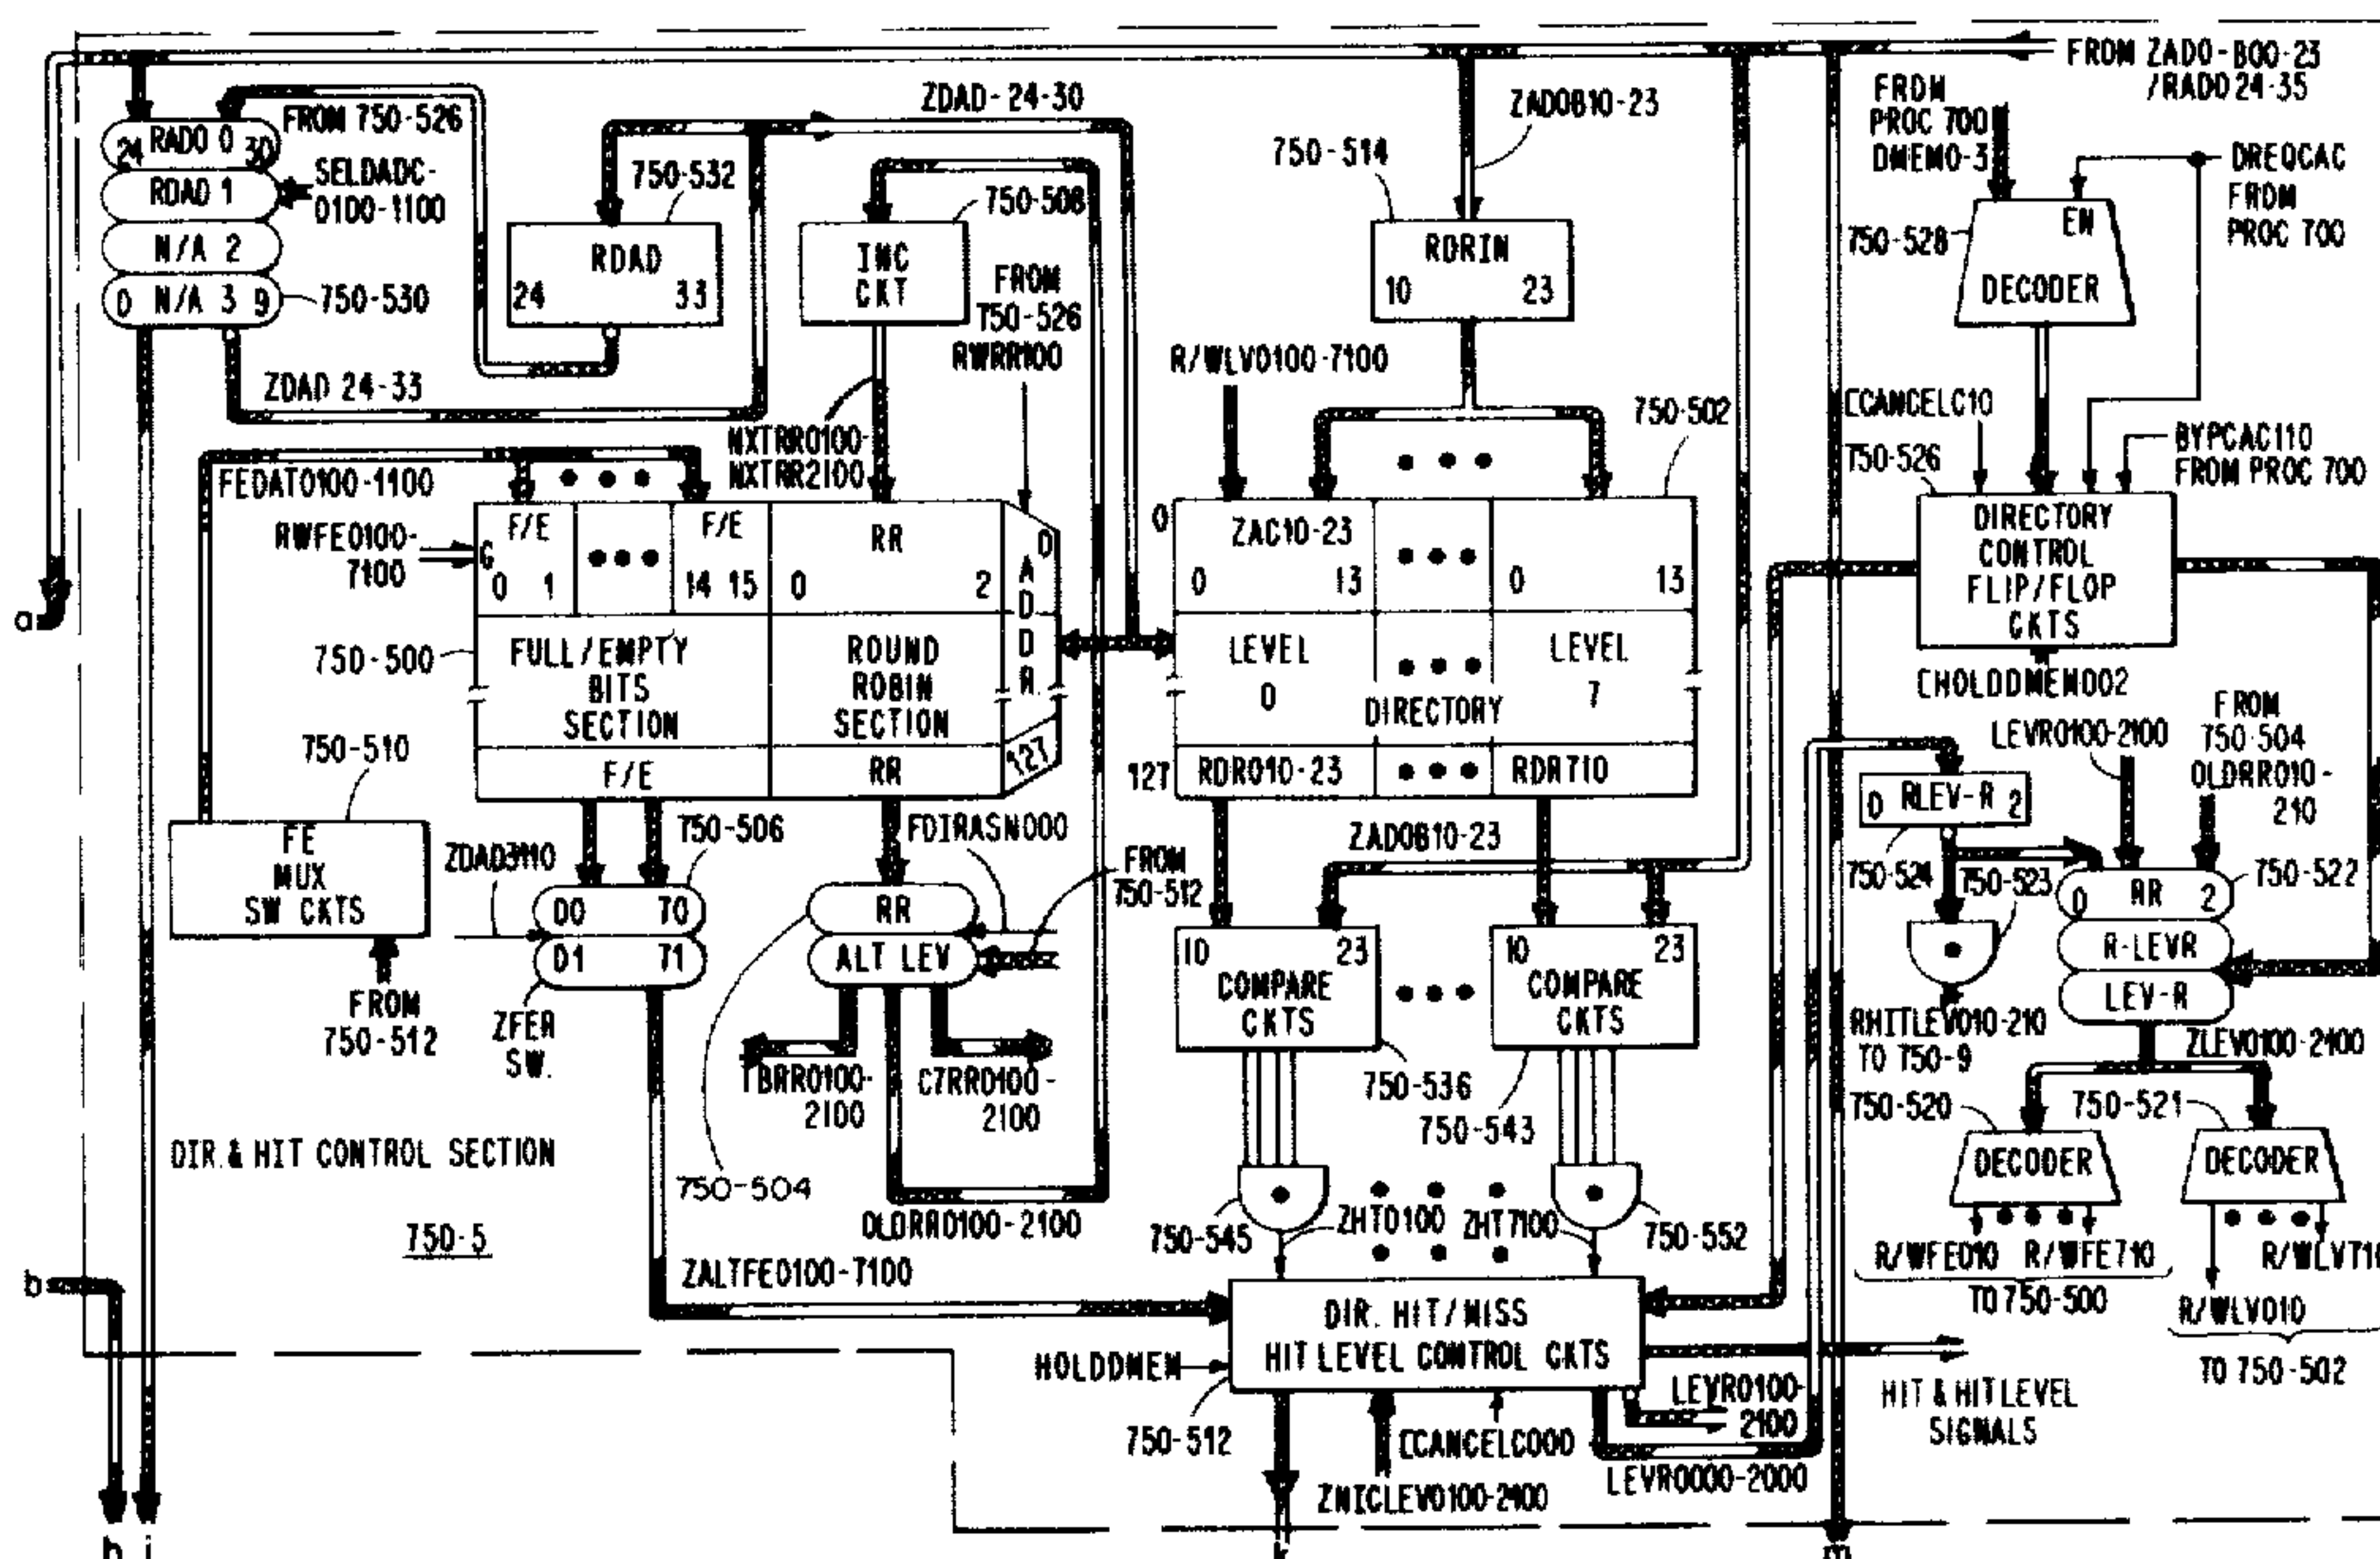 FROM ZAD0-B00-23
/RADO 24-35
FROM
PROC 700
DMEM0-3
DREQCAC
FROM
PROC 700
ZDAD-24-30
ZADOB10-23
FROM 750-526
24 RADO 0 30
RDAD 1
N/A 2
0 N/A 3 9
SELDADC-
0100-1100
750-530
750-532
RDAD
24 33
750-508
INC
CKT
FROM
750-526
RWRR100
750-514
RDRIN
10 23
750-528
EN
DECODER
ZDAD 24-33
NXTRR0100-
NXTRR2100
R/WLV0100-7100
750-502
[CANCELC10
750-526
BYPCAC110
FROM PROC 700
FEDAT0100-1100
RWFE0100-
7100
G F/E
0 1
F/E
14 15
RR
0 2
0
ADDR.
127
0
ZAC10-23
0 13
0 13
DIRECTORY
CONTROL
FLIP/FLOP
CKTS
750-500
FULL/EMPTY
BITS
SECTION
ROUND
ROBIN
SECTION
LEVEL
0
LEVEL
7
DIRECTORY
[HOLDDMEM002
F/E
RR
127
RDR010-23
RDR710
LEVR0100-2100
FROM
750-504
OLDRR010-
210
750-510
FE
MUX
SW CKTS
FROM
750-512
0 RLEV-R 2
750-524
750-523
750-522
0 RR 2
R-LEVR
LEV-R
ZDAD3110
750-506
D0 70
D1 71
ZFER
SW.
FDIRASN000
RR
ALT LEV
FROM
750-512
ZADOB10-23
10 23
COMPARE
CKTS
10 23
COMPARE
CKTS
750-536
750-543
RHITLEV010-210
TO 750-9
ZLEV0100-2100
TBRR0100-
2100
C7RR0100-
2100
750-520
750-521
DECODER
DECODER
DIR. & HIT CONTROL SECTION
750-5
750-504
OLDRR0100-2100
750-545
ZHT0100
ZHT7100
750-552
R/WFE010
R/WFE710
TO 750-500
R/WLV010
R/WLV71
TO 750-502
ZALTFE0100-7100
DIR. HIT/MISS
HIT LEVEL CONTROL CKTS
HOLDDMEM
750-512
[CANCELC000
ZNICLEV0100-2100
LEVR0100-
2100
LEVR0000-2000
HIT & HIT LEVEL
SIGNALS
a
b
h i
k
m